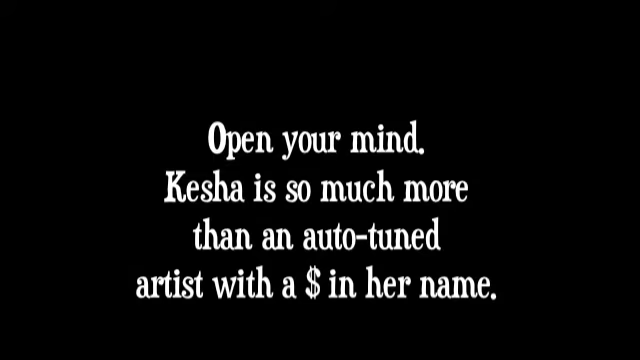 Open your mind.
Kesha is so much more
than an auto-tuned
artist with a $ in her name.